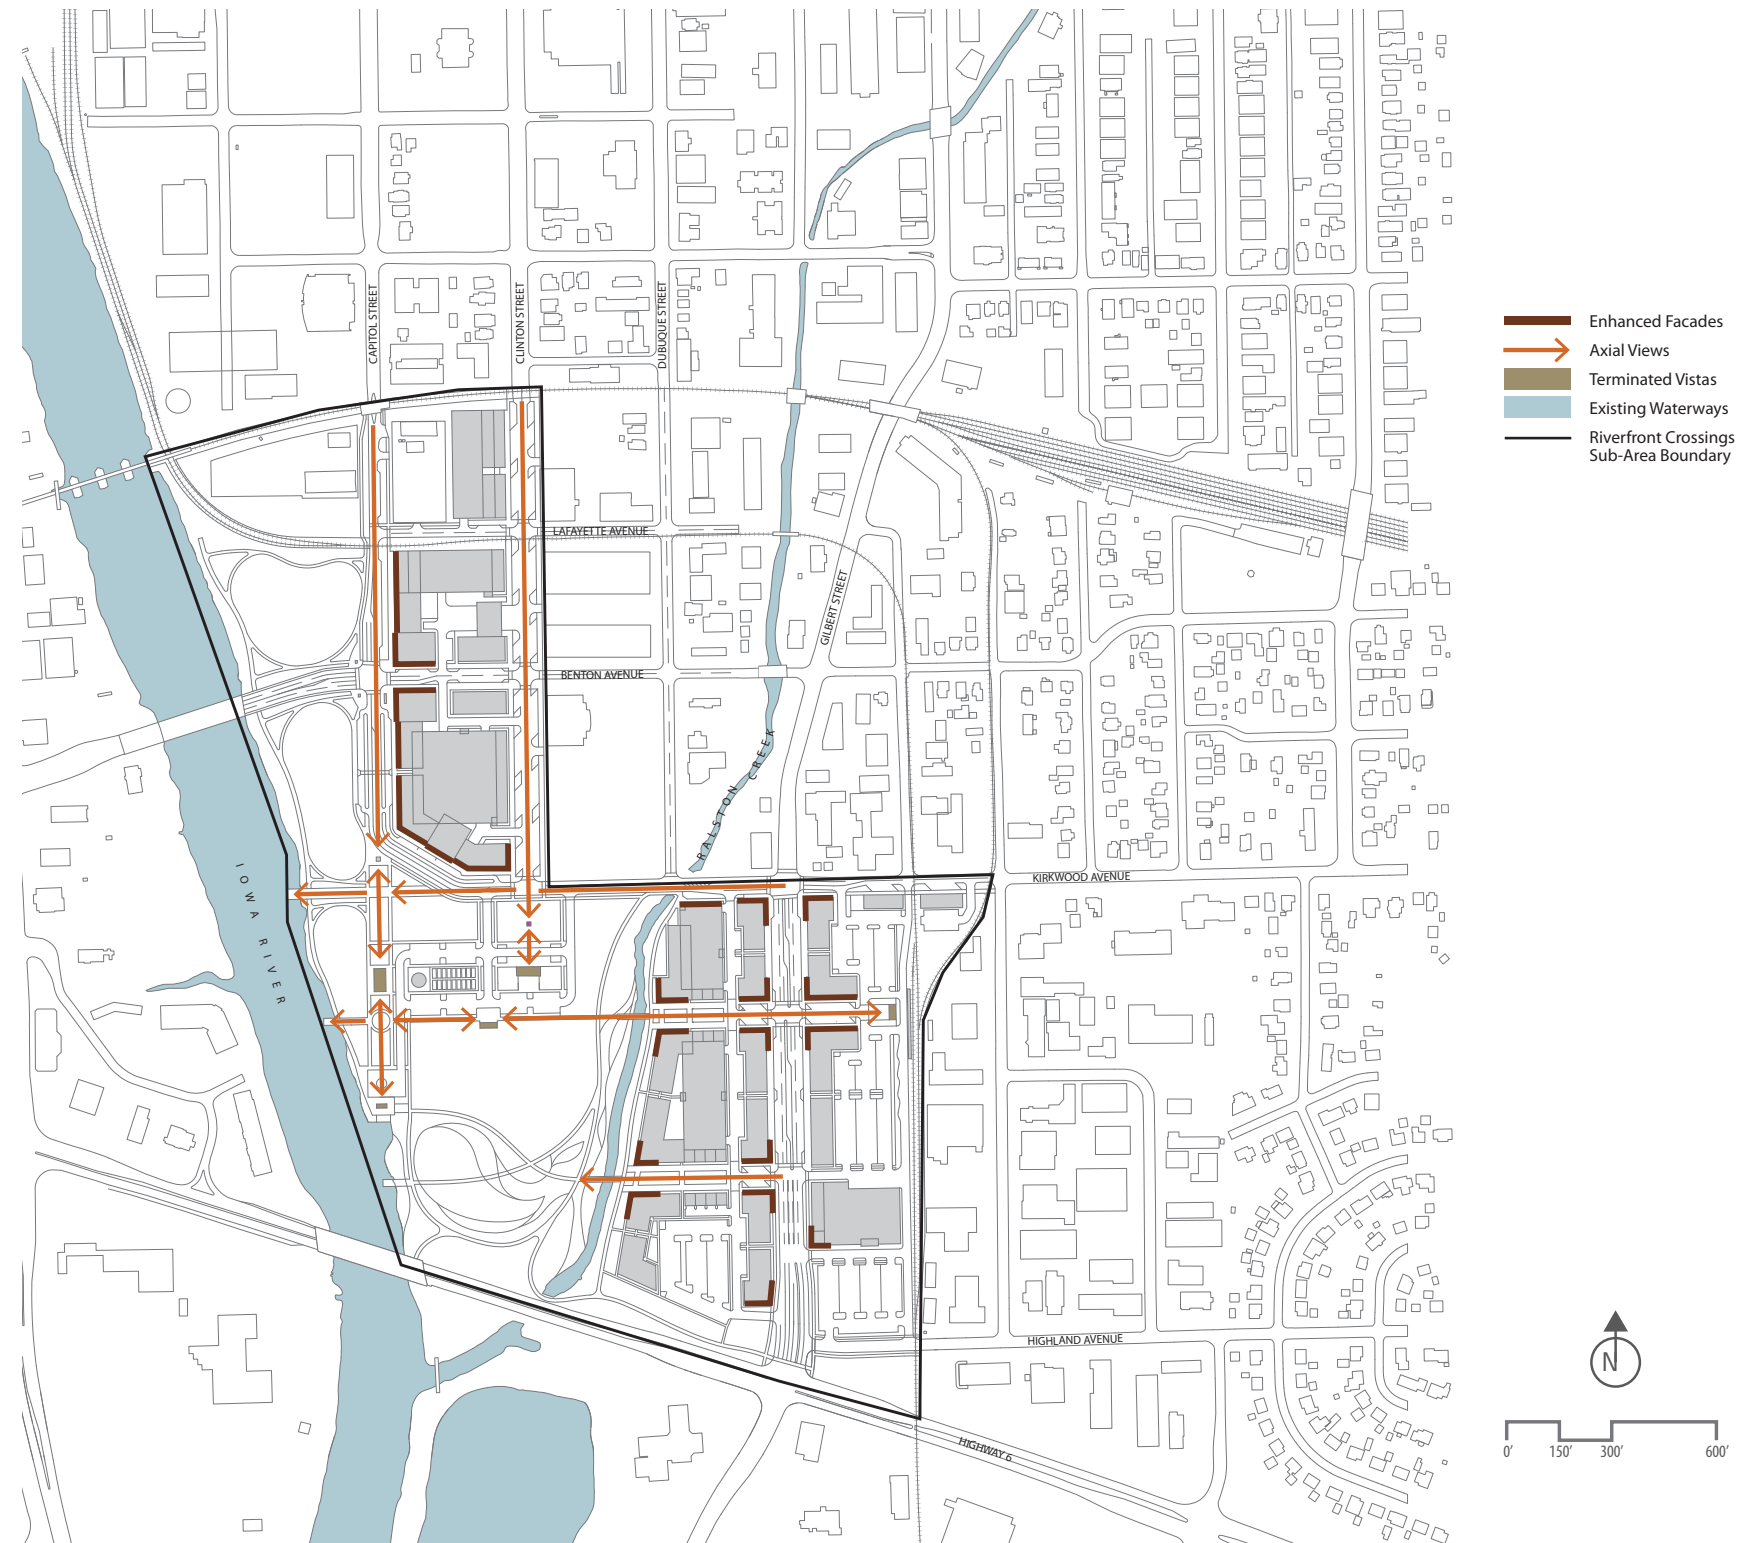 CAPITOL STREET
CLINTON STREET
DUBUQUE STREET
Enhanced Facades
Axial Views
Terminated Vistas
Existing Waterways
Riverfront Crossings
Sub-Area Boundary
LAFAYETTE AVENUE
GILBERT STREET
BENTON AVENUE
RALSTON CREEK
KIRKWOOD AVENUE
IOWA RIVER
HIGHLAND AVENUE
N
HIGHWAY 6
0' 150' 300' 600'